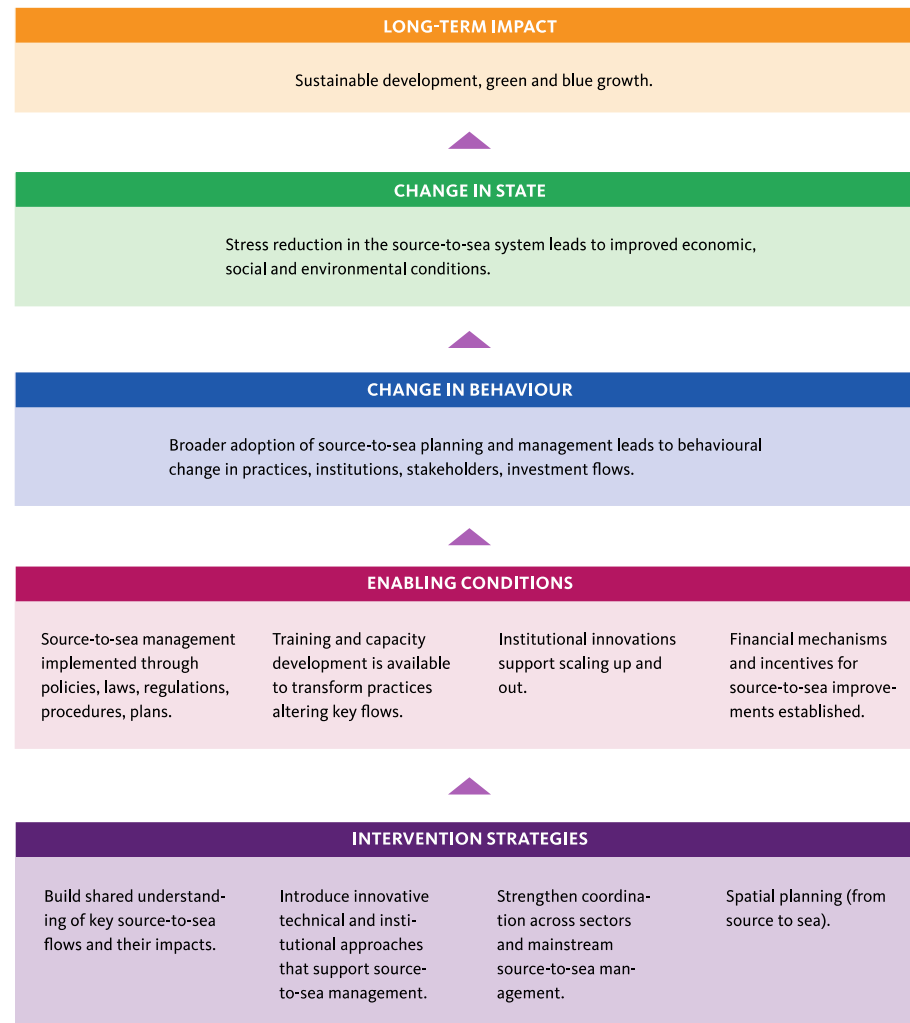 LONG-TERM IMPACT
Sustainable development, green and blue growth.
CHANGE IN STATE
Stress reduction in the source-to-sea system leads to improved economic,
social and environmental conditions.
CHANGE IN BEHAVIOUR
Broader adoption of source-to-sea planning and management leads to behavioural
change in practices, institutions, stakeholders, investment flows.
ENABLING CONDITIONS
Source-to-sea management
implemented through
policies, laws, regulations,
procedures, plans.
Training and capacity
development is available
to transform practices
altering key flows.
Institutional innovations
support scaling up and
out.
Financial mechanisms
and incentives for
source-to-sea improve-
ments established.
INTERVENTION STRATEGIES
Build shared understand-
ing of key source-to-sea
flows and their impacts.
Introduce innovative
technical and insti-
tutional approaches
that support source-
to-sea management.
Strengthen coordina-
tion across sectors
and mainstream
source-to-sea man-
agement.
Spatial planning (from
source to sea).